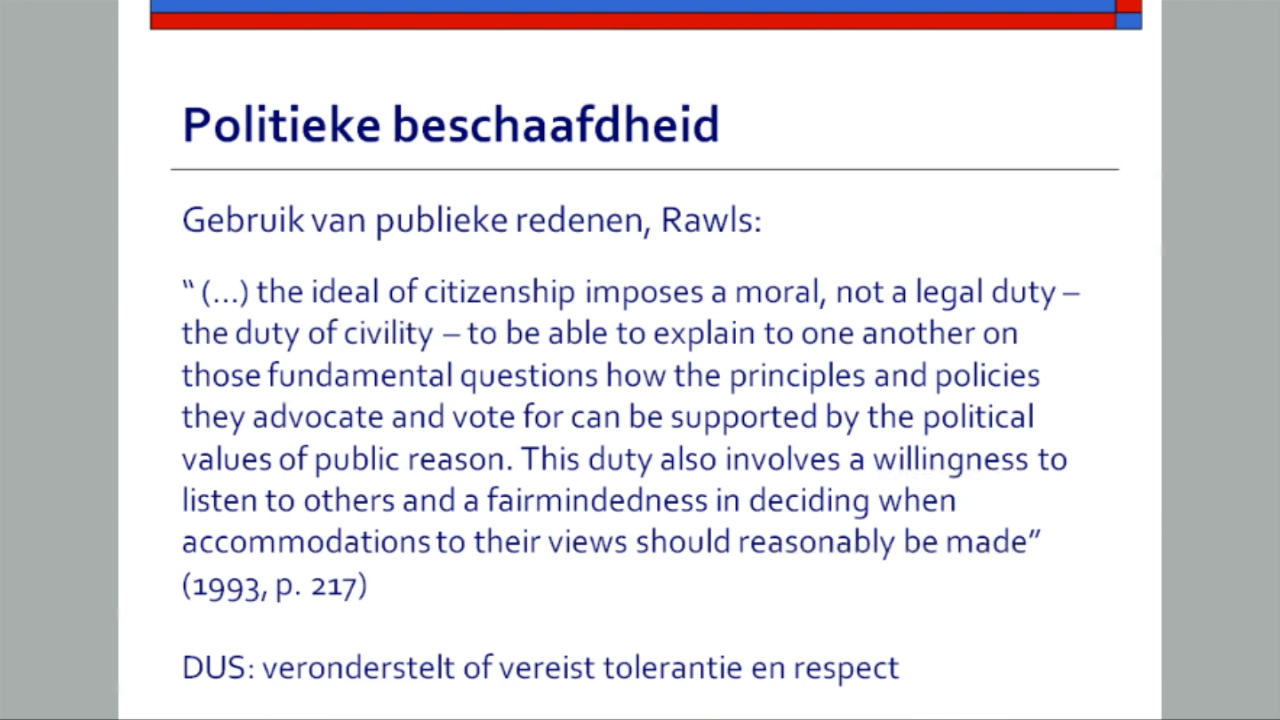 Politieke beschaafdheid
Gebruik van publieke redenen, Rawls:
“ (…) the ideal of citizenship imposes a moral, not a legal duty –
the duty of civility – to be able to explain to one another on
those fundamental questions how the principles and policies
they advocate and vote for can be supported by the political
values of public reason. This duty also involves a willingness to
listen to others and a fairmindedness in deciding when
accommodations to their views should reasonably be made”
(1993, p. 217)
DUS: veronderstelt of vereist tolerantie en respect